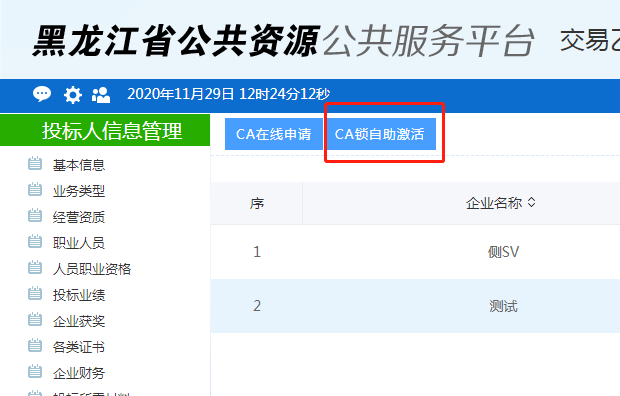 黑龙江省公共资源公共服务平台 交易
2020年11月29日 12时24分12秒
投标人信息管理
基本信息
业务类型
经营资质
职业人员
人员职业资格
投标业绩
企业获奖
各类证书
企业财务
CA在线申请 CA锁自助激活
序 企业名称
1 侧SV
2 测试